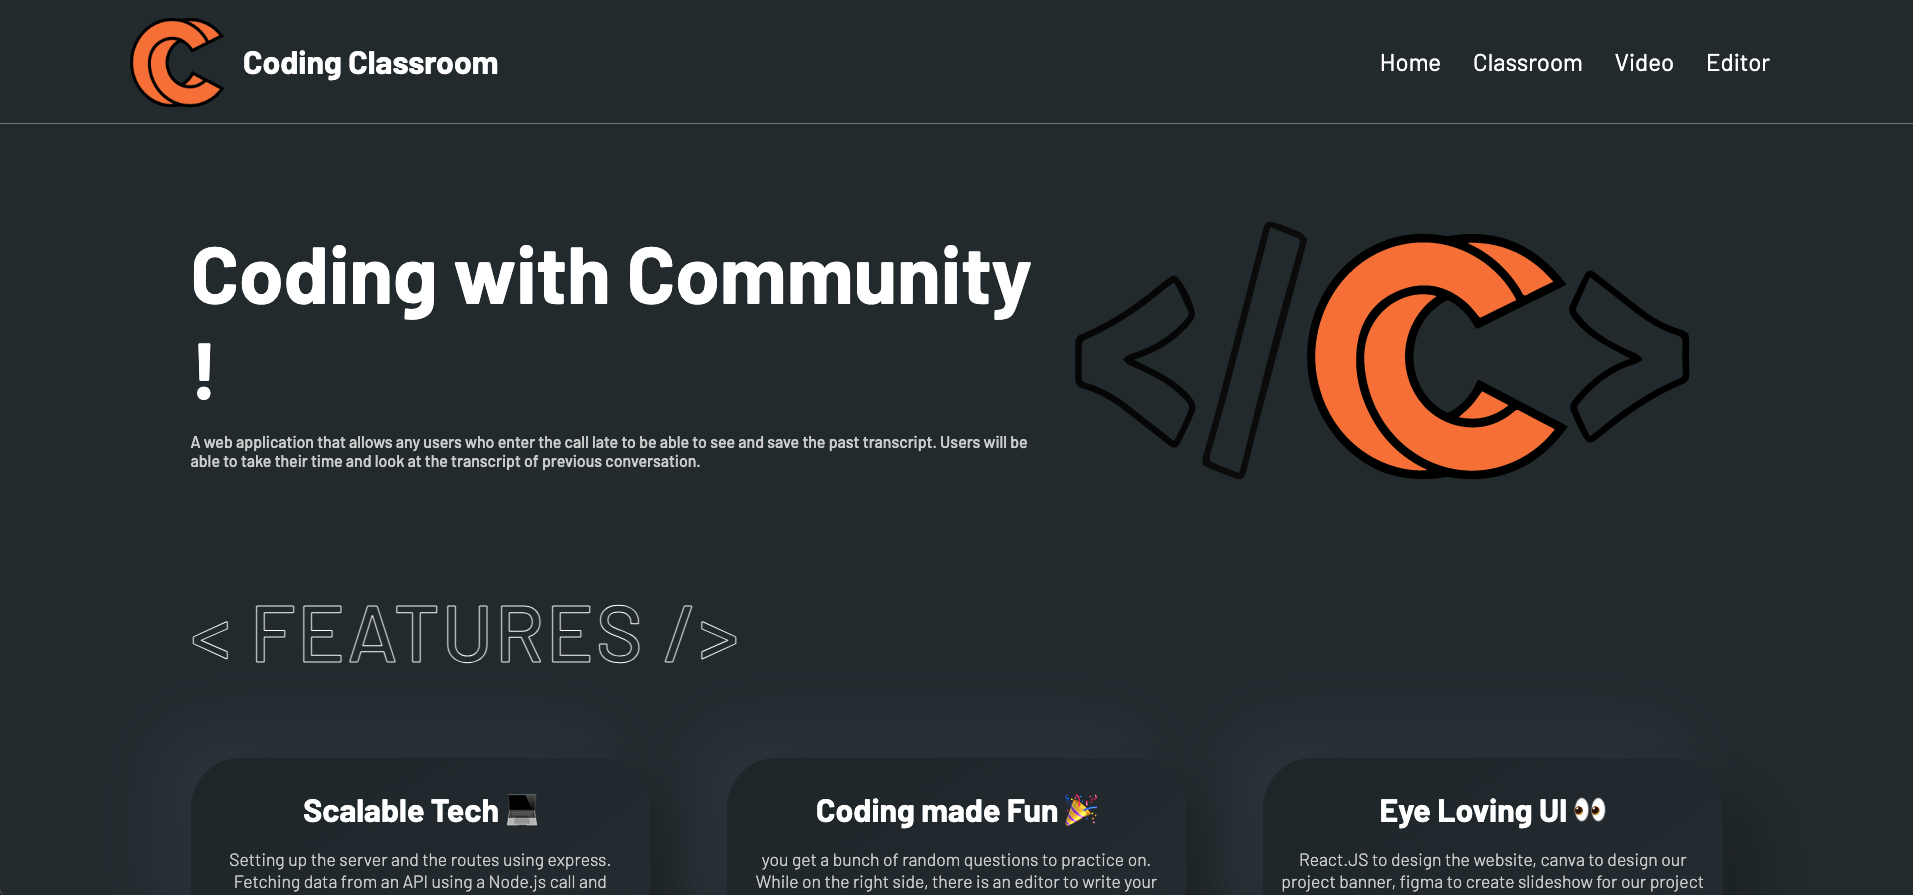 Coding Classroom
Home Classroom Video Editor
Coding with Community
!
A web application that allows any users who enter the call late to be able to see and save the past transcript. Users will be
able to take their time and look at the transcript of previous conversation.
</C>
< FEATURES />
Scalable Tech 💻
Setting up the server and the routes using express.
Fetching data from an API using a Node.js call and
Coding made Fun 🎉
you get a bunch of random questions to practice on.
While on the right side, there is an editor to write your
Eye Loving UI 👀
React.JS to design the website, canva to design our
project banner, figma to create slideshow for our project